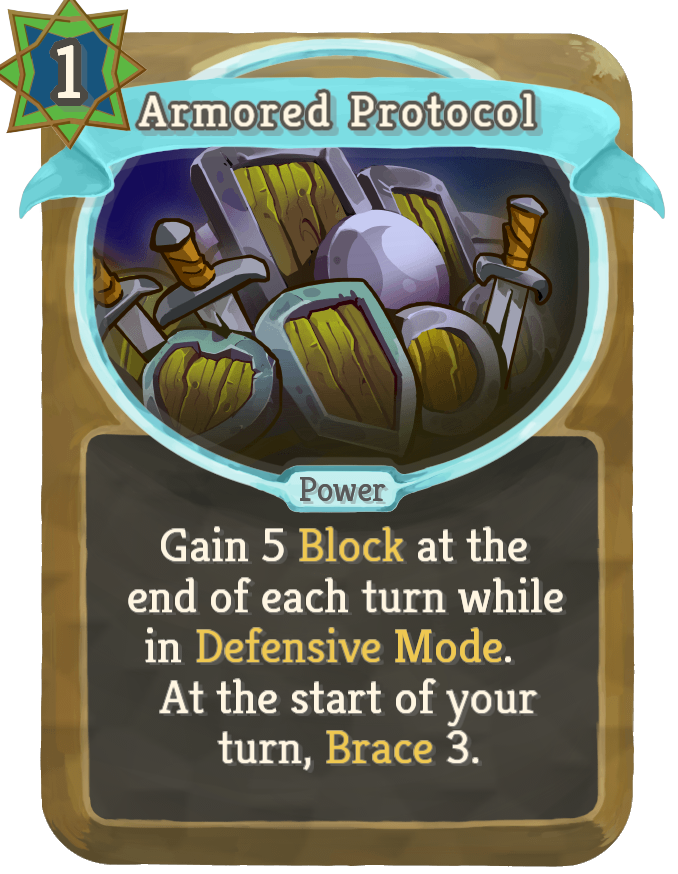 1
Armored Protocol
Power
Gain 5 Block at the
end of each turn while
in Defensive Mode.
At the start of your
turn, Brace 3.